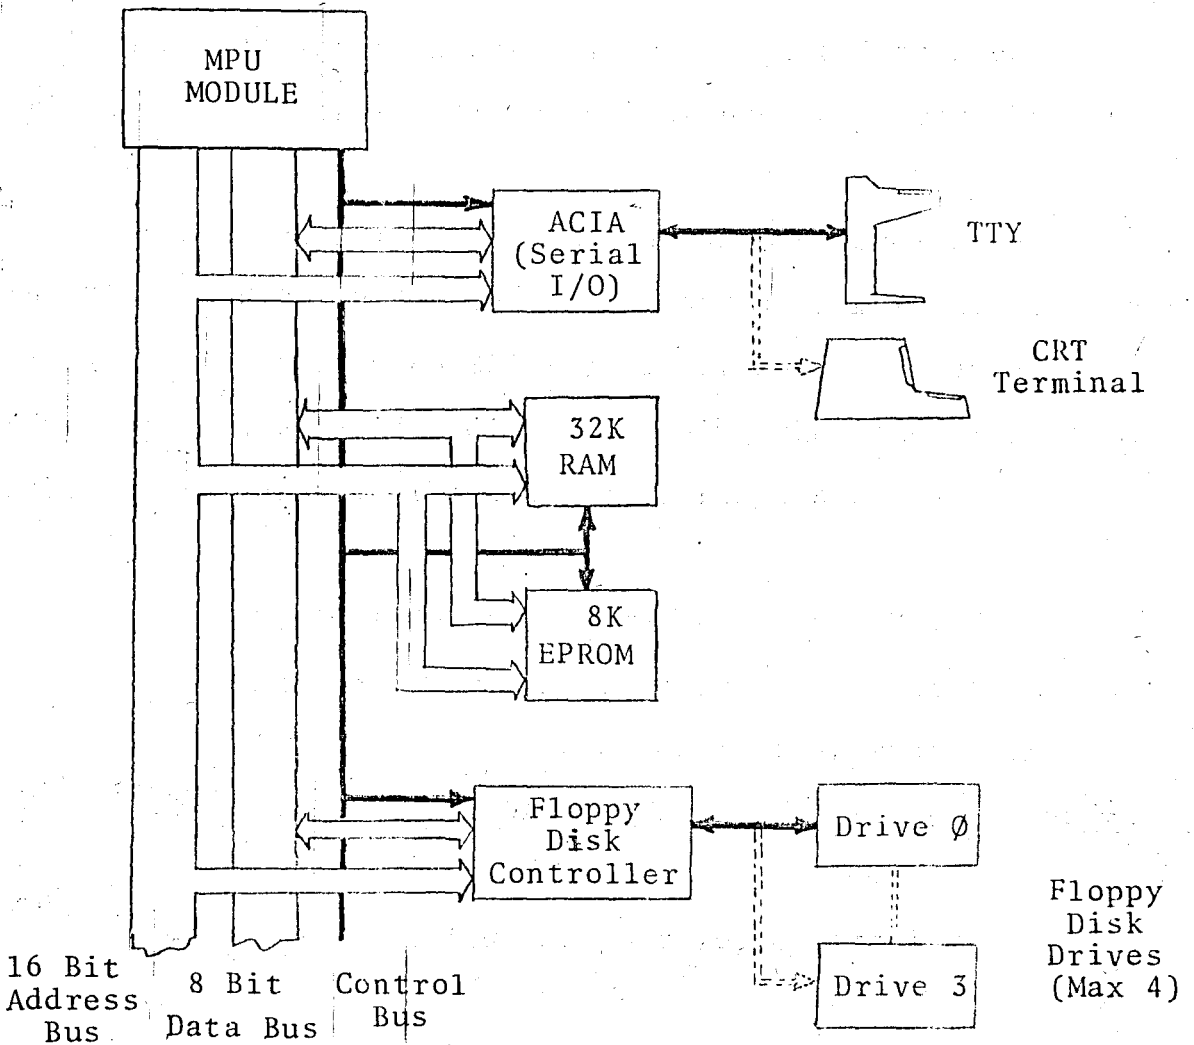 MPU
MODULE
ACIA
(Serial
I/O)
TTY
CRT
Terminal
32K
RAM
8K
EPROM
Floppy
Disk
Controller
Drive Ø
Drive 3
Floppy
Disk
Drives
(Max 4)
16 Bit
Address
Bus
8 Bit
Data Bus
Control
Bus